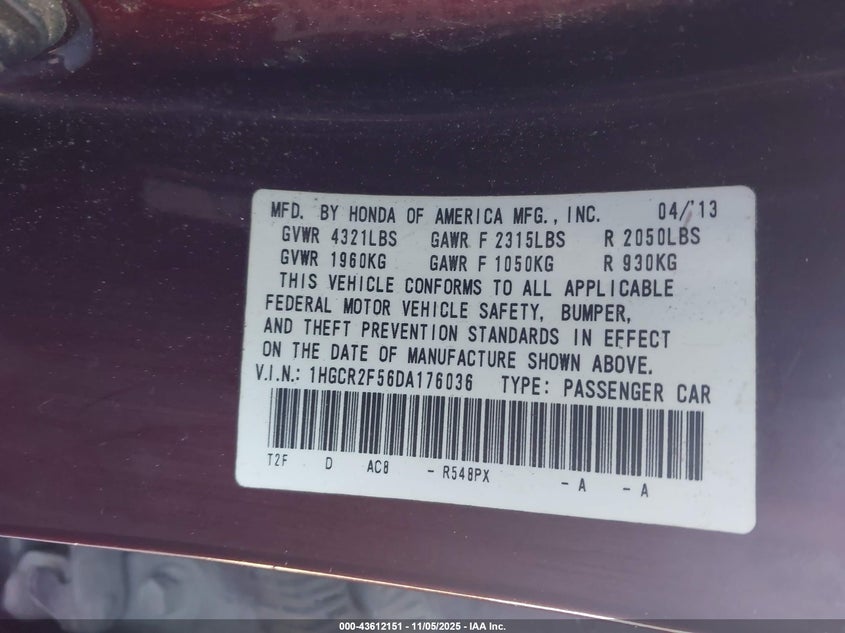 MFD. BY HONDA OF AMERICA MFG., INC. 04/13
GVWR 4321LBS GAWR F 2315LBS R 2050LBS
GVWR 1960KG GAWR F 1050KG R 930KG
THIS VEHICLE CONFORMS TO ALL APPLICABLE
FEDERAL MOTOR VEHICLE SAFETY, BUMPER,
AND THEFT PREVENTION STANDARDS IN EFFECT
ON THE DATE OF MANUFACTURE SHOWN ABOVE.
V.I.N.: 1HGCR2F56DA176036 TYPE: PASSENGER CAR
T2F D AC8 - R548PX - A - A
000-43612151 - 11/05/2025 - IAA Inc.